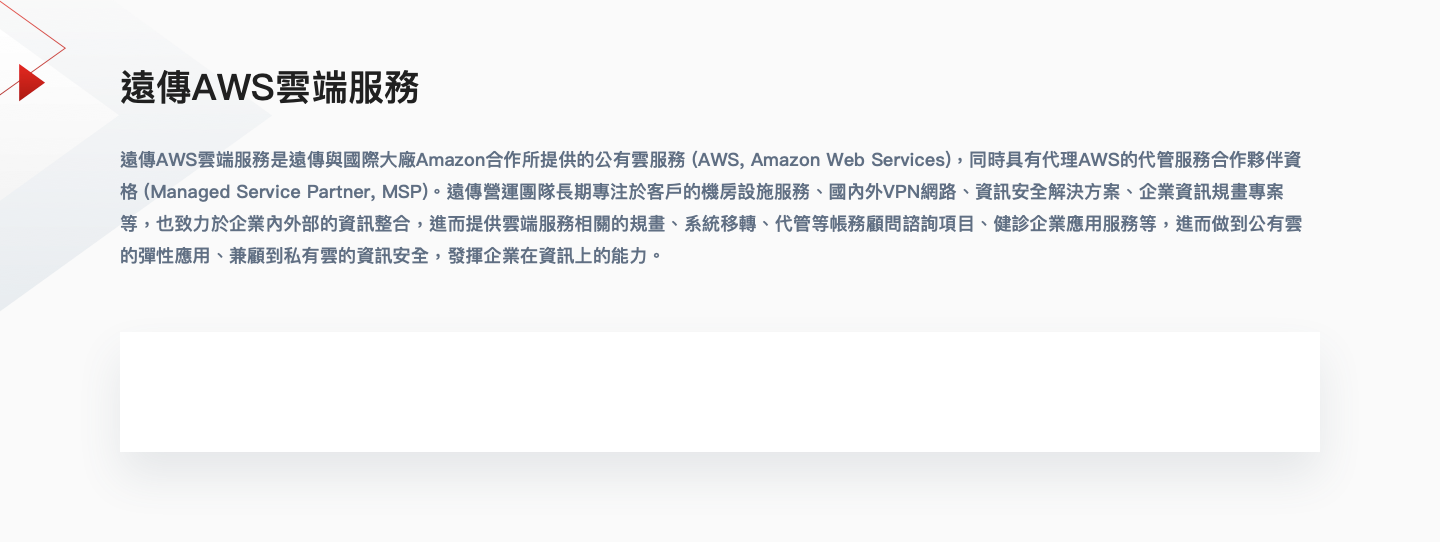 遠傳AWS雲端服務
遠傳AWS雲端服務是遠傳與國際大廠Amazon合作所提供的公有雲服務 (AWS, Amazon Web Services)，同時具有代理AWS的代管服務合作夥伴資
格 (Managed Service Partner, MSP)。遠傳營運團隊長期專注於客戶的機房設施服務、國內外VPN網路、資訊安全解決方案、企業資訊規畫專案
等，也致力於企業內外部的資訊整合，進而提供雲端服務相關的規畫、系統移轉、代管等帳務顧問諮詢項目、健診企業應用服務等，進而做到公有雲
的彈性應用、兼顧到私有雲的資訊安全，發揮企業在資訊上的能力。